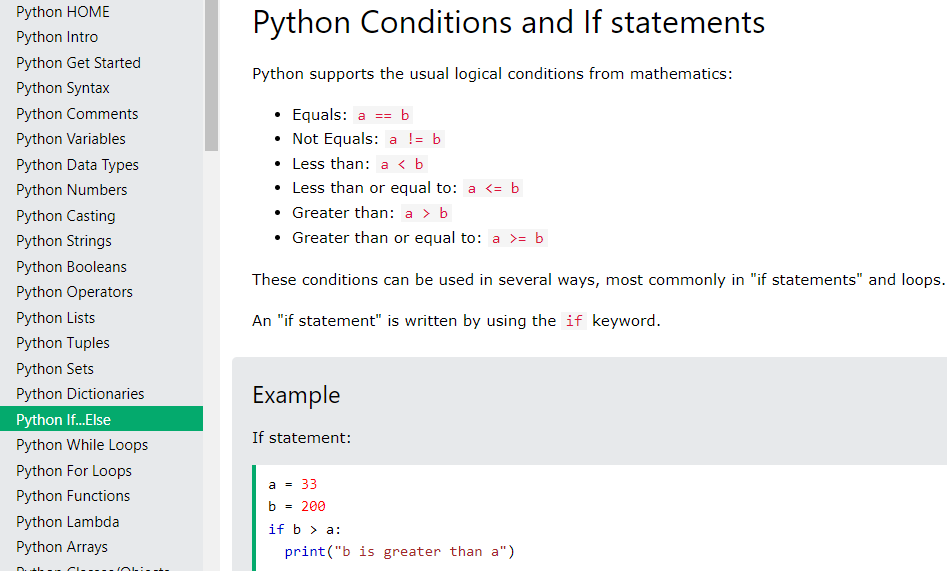 Python HOME
Python Intro
Python Get Started
Python Syntax
Python Comments
Python Variables
Python Data Types
Python Numbers
Python Casting
Python Strings
Python Booleans
Python Operators
Python Lists
Python Tuples
Python Sets
Python Dictionaries
Python If...Else
Python While Loops
Python For Loops
Python Functions
Python Lambda
Python Arrays
Python Classes/Objects
Python Conditions and If statements
Python supports the usual logical conditions from mathematics:
• Equals: a == b
• Not Equals: a != b
• Less than: a < b
• Less than or equal to: a <= b
• Greater than: a > b
• Greater than or equal to: a >= b
These conditions can be used in several ways, most commonly in "if statements" and loops.
An "if statement" is written by using the if keyword.
Example
If statement:
a = 33
b = 200
if b > a:
  print("b is greater than a")